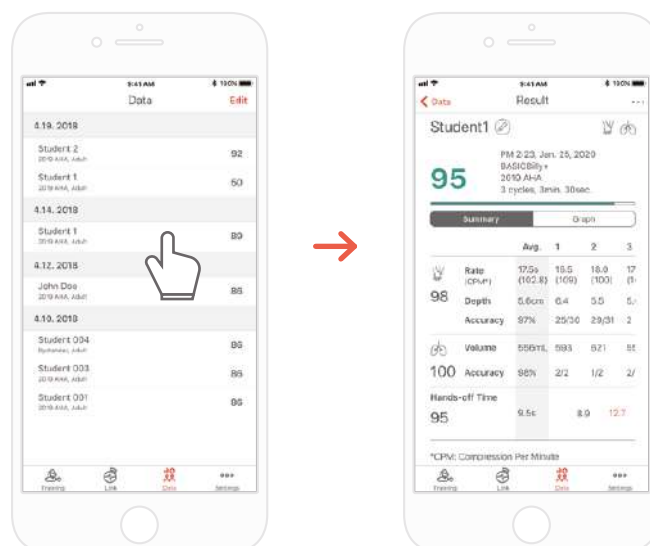 9:41 AM
100%
Data
Edit
4.19. 2018
Student 2
2010 AHA, Adult
92
Student 1
2010 AHA, Adult
50
4.14. 2018
Student 1
2010 AHA, Adult
89
4.12. 2018
John Doe
2010 AHA, Adult
86
4.10. 2018
Student 004
86
Student 003
2010 AHA, Adult
86
Student 001
2010 AHA, Adult
86
Training
Link
Data
Settings
9:41 AM
100%
Data
Result
...
Student1
PM 2:23, Jan. 25, 2020
2010 AHA
3 cycles, 3min. 30sec.
95
Summary
Graph
Avg. 1 2 3
Rate 17.5s 16.5 18.0 17
(CPM*) (102.8) (109) (100)
98 Depth 5.6cm 6.4 5.5 5.
Accuracy 97% 25/30 29/31 2
Volume 556mL 593 621
100 Accuracy 98% 2/2 1/2 2/
Hands-off Time
95 9.5s 8.9 12.7
*CPM: Compression Per Minute
Training
Link
Data
Settings